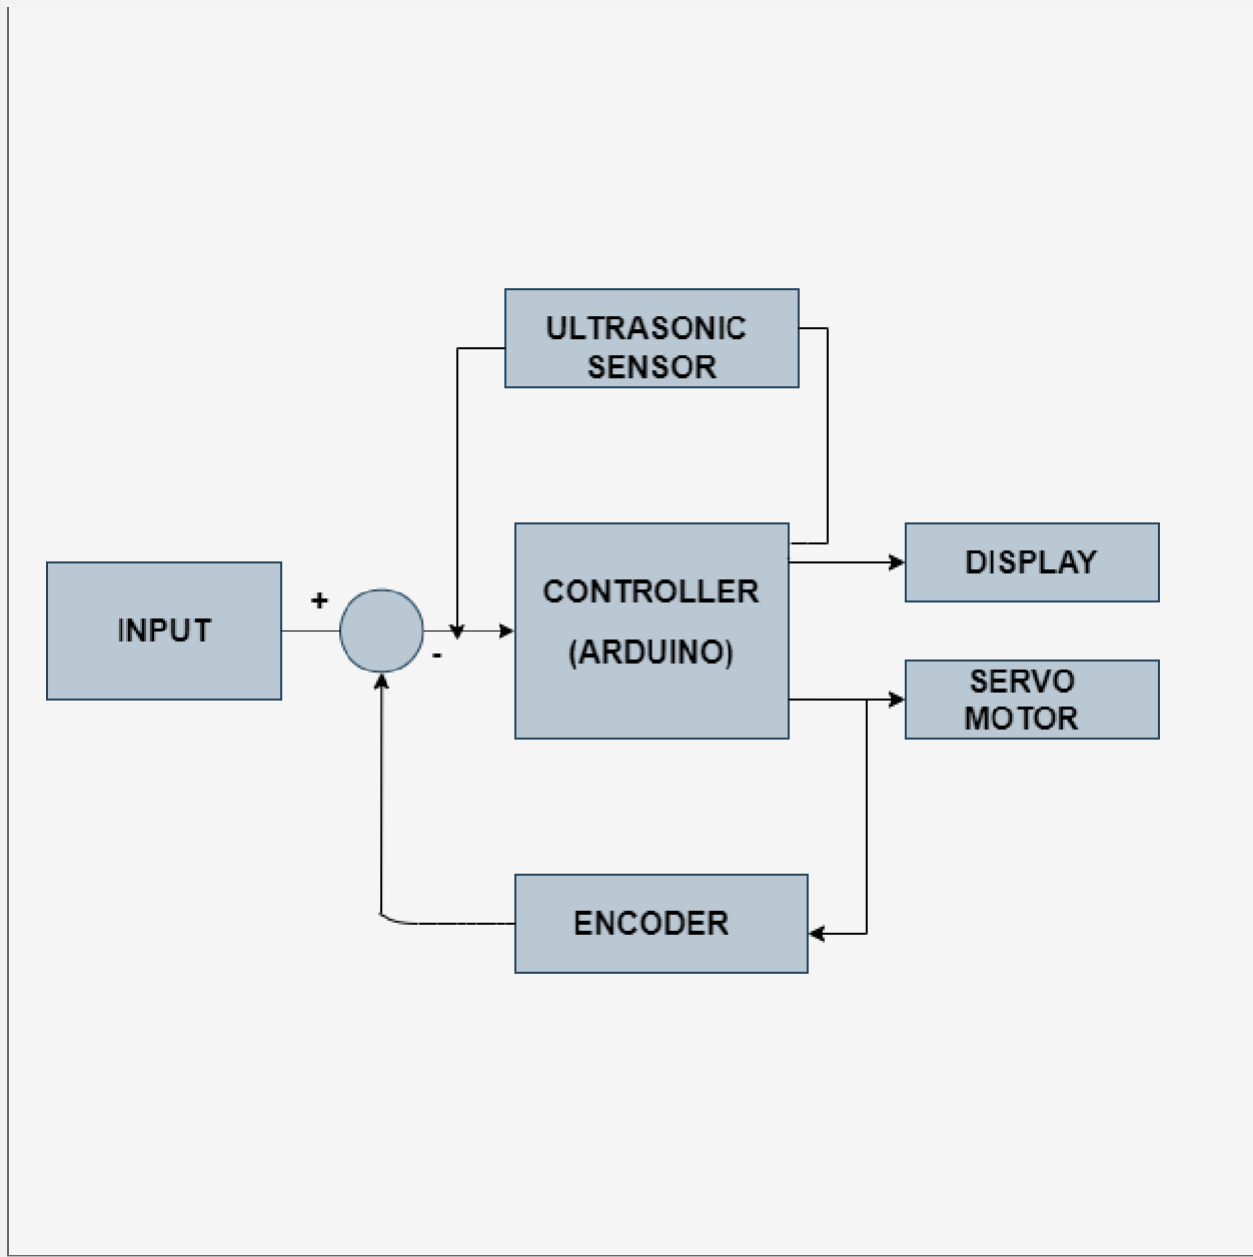 ULTRASONIC
SENSOR
INPUT
+
-
CONTROLLER
(ARDUINO)
DISPLAY
SERVO
MOTOR
ENCODER